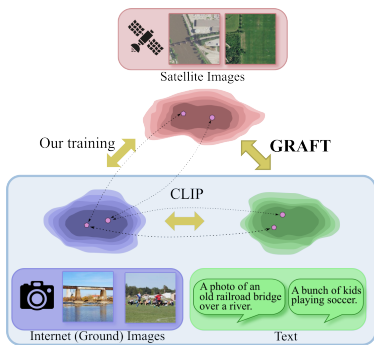 Satellite Images
Our training
GRAFT
CLIP
A photo of an
old railroad bridge
over a river.
A bunch of kids
playing soccer.
Internet (Ground) Images
Text